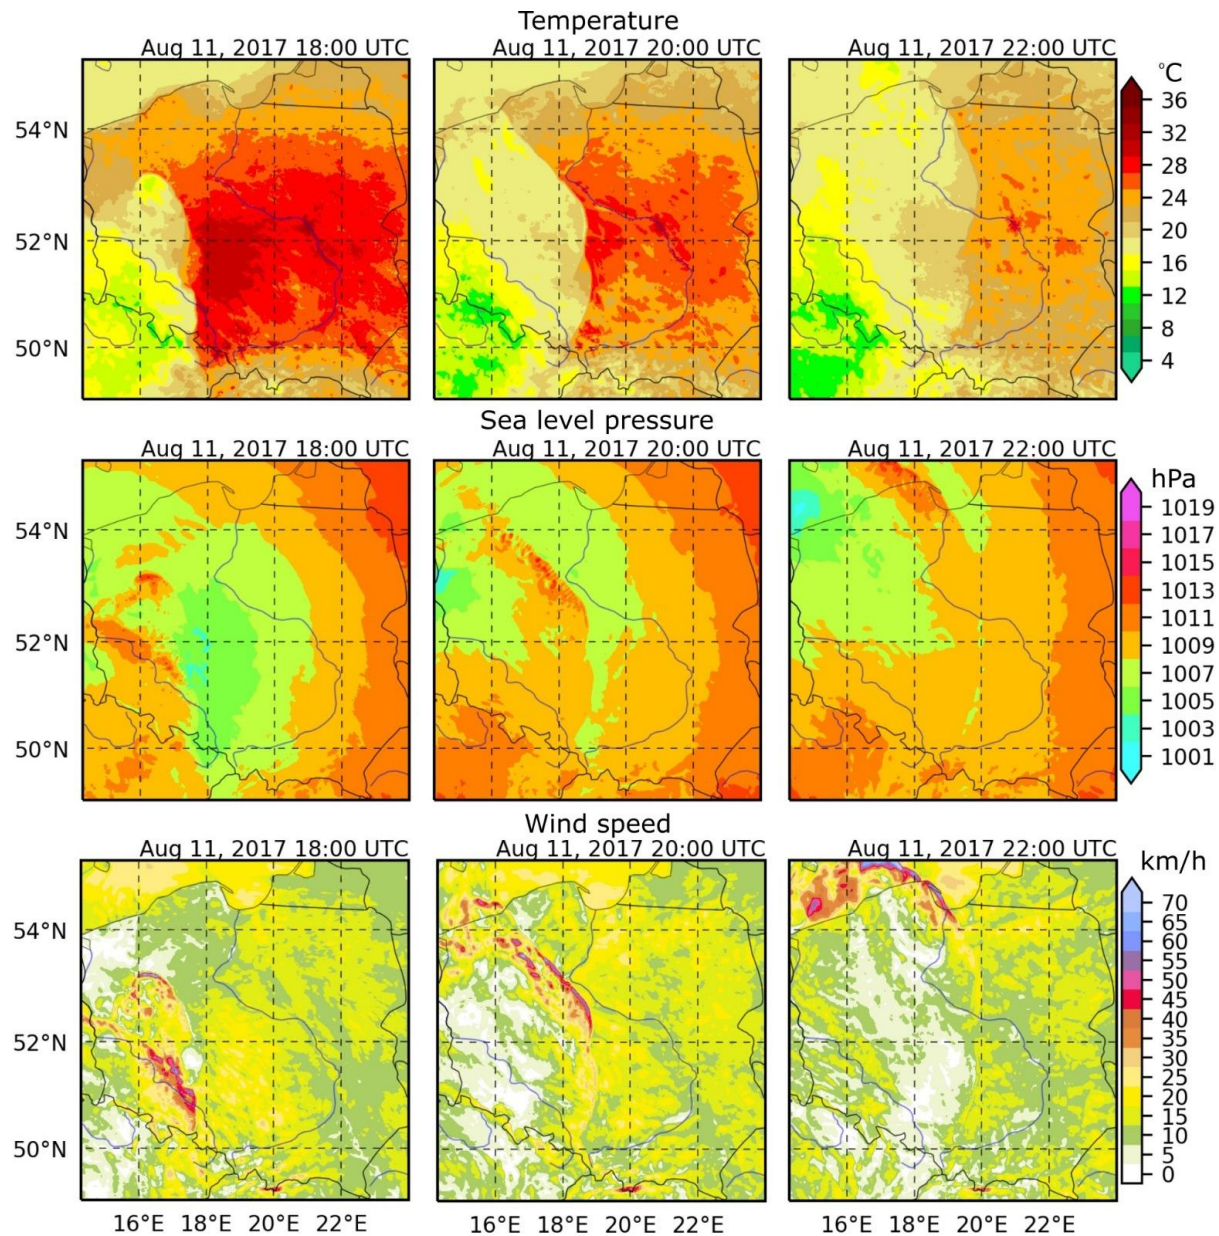 Temperature
Aug 11, 2017 18:00 UTC Aug 11, 2017 20:00 UTC Aug 11, 2017 22:00 UTC
°C
36
54°N
32
28
24
52°N
20
16
12
8
50°N
4
Sea level pressure
Aug 11, 2017 18:00 UTC Aug 11, 2017 20:00 UTC Aug 11, 2017 22:00 UTC
hPa
1019
54°N
1017
1015
1013
1011
52°N
1009
1007
1005
1003
50°N
1001
Wind speed
Aug 11, 2017 18:00 UTC Aug 11, 2017 20:00 UTC Aug 11, 2017 22:00 UTC
km/h
70
65
54°N
60
55
50
45
40
52°N
35
30
25
20
15
10
50°N
5
0
16°E 18°E 20°E 22°E 16°E 18°E 20°E 22°E 16°E 18°E 20°E 22°E